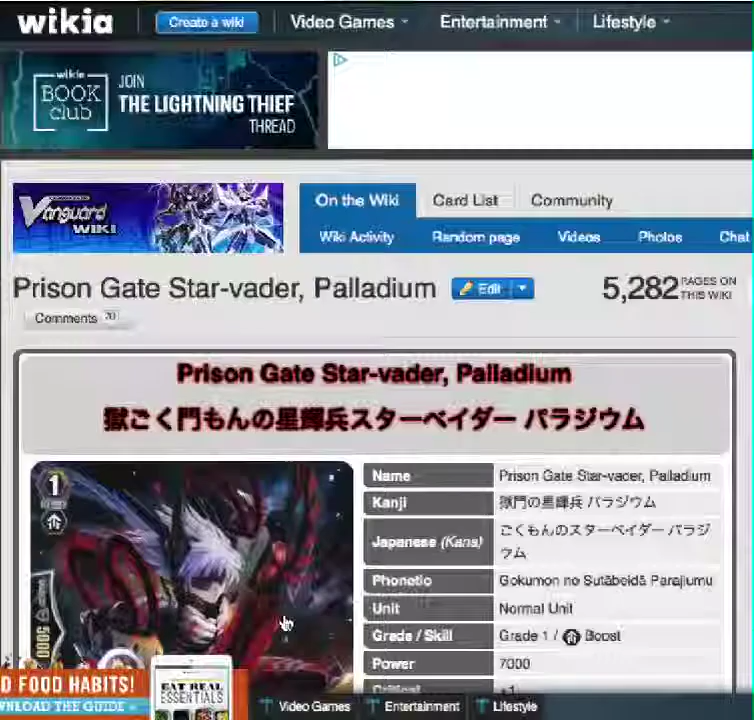 wikia Create a wiki Video Games Entertainment Lifestyle
wikia
BOOK
club
JOIN
THE LIGHTNING THIEF
THREAD
Vanguard
WIKI
On the Wiki Card List Community
Wiki Activity Random page Videos Photos Chat
Prison Gate Star-vader, Palladium Edit 5,282 PAGES ON THIS WIKI
Comments 70
Prison Gate Star-vader, Palladium
獄ごく門もんの星輝兵スターベイダー パラジウム
1
Name Prison Gate Star-vader, Palladium
Kanji 獄門の星輝兵 パラジウム
Japanese (Kana) ごくもんのスターベイダー パラジ
ウム
Phonetic Gokumon no Sutābeidā Parajiumu
Unit Normal Unit
Grade / Skill Grade 1 / Boost
Power 7000
Critical
5000
D FOOD HABITS!
WNLOAD THE GUIDE
EAT REAL
ESSENTIALS
Video Games Entertainment Lifestyle